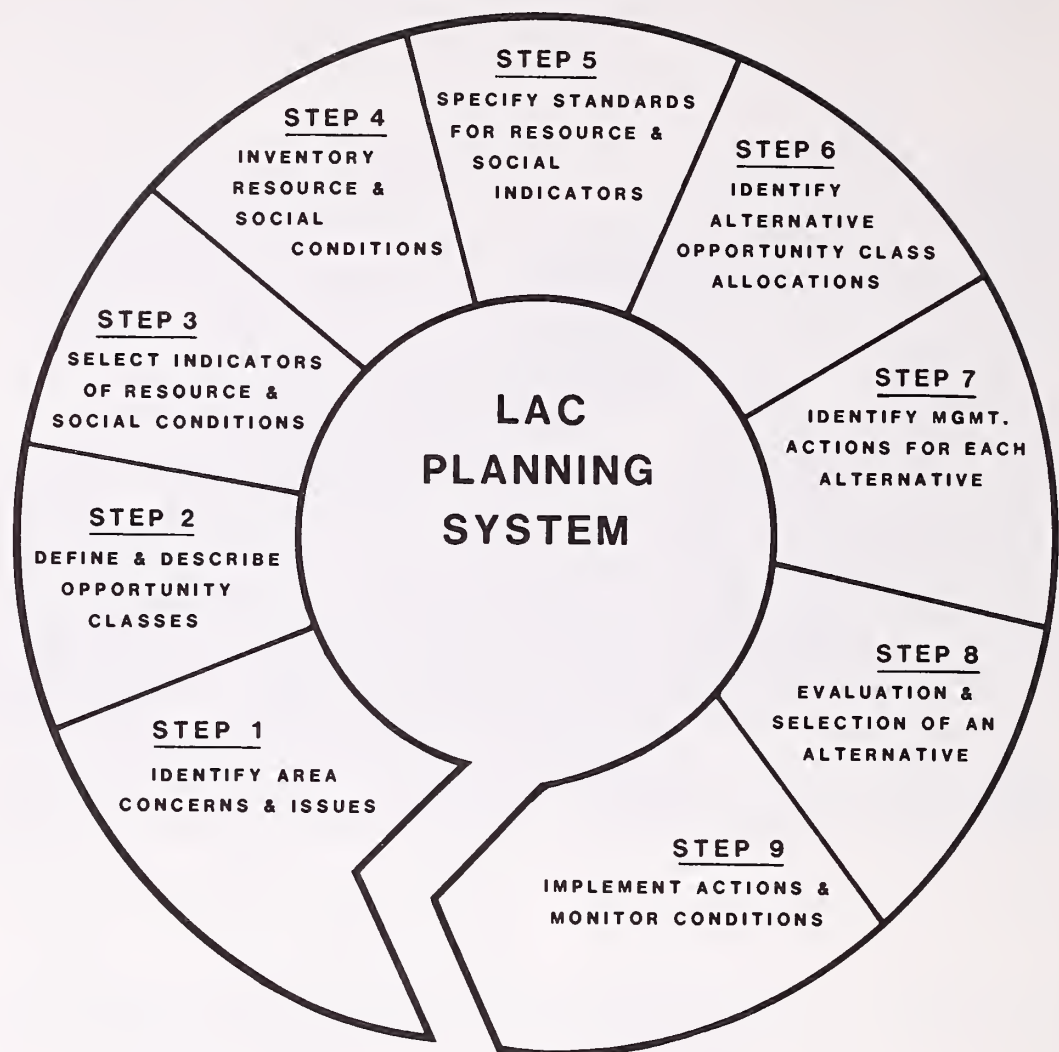 LAC
PLANNING
SYSTEM
STEP 1
IDENTIFY AREA
CONCERNS & ISSUES
STEP 2
DEFINE & DESCRIBE
OPPORTUNITY
CLASSES
STEP 3
SELECT INDICATORS
OF RESOURCE &
SOCIAL CONDITIONS
STEP 4
INVENTORY
RESOURCE &
SOCIAL
CONDITIONS
STEP 5
SPECIFY STANDARDS
FOR RESOURCE &
SOCIAL
INDICATORS
STEP 6
IDENTIFY
ALTERNATIVE
OPPORTUNITY CLASS
ALLOCATIONS
STEP 7
IDENTIFY MGMT.
ACTIONS FOR EACH
ALTERNATIVE
STEP 8
EVALUATION &
SELECTION OF AN
ALTERNATIVE
STEP 9
IMPLEMENT ACTIONS &
MONITOR CONDITIONS